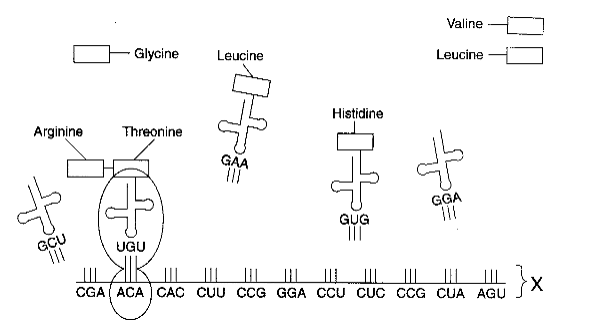 Valine
Glycine
Leucine
Leucine
Histidine
Arginine
Threonine
GAA
GGA
GUG
GCU
UGU
X
CGA ACA CAC CUU CCG GGA CCU CUC CCG CUA AGU